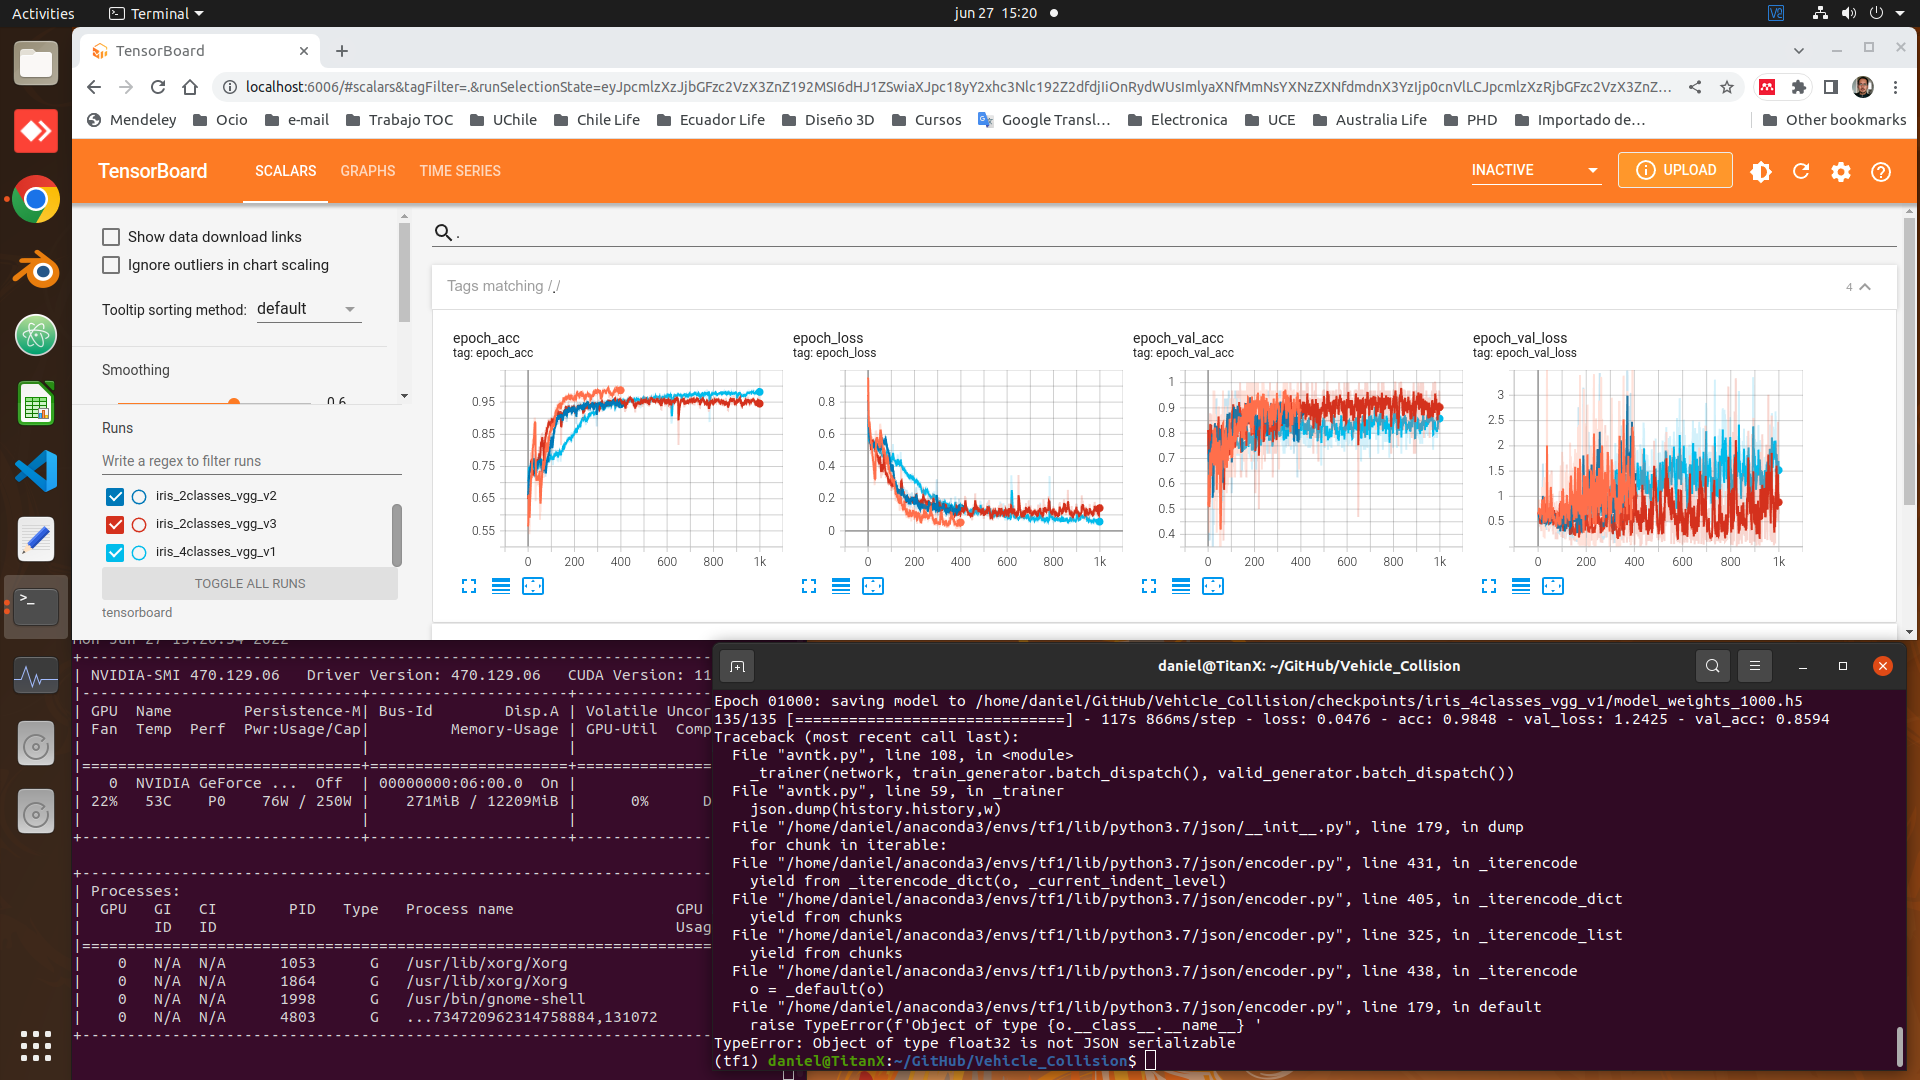 Activities
Terminal
jun 27 15:20
V2
TensorBoard
localhost:6006/#scalars&tagFilter=.&runSelectionState=
Mendeley
Ocio
e-mail
Trabajo TOC
UChile
Chile Life
Ecuador Life
Diseño 3D
Cursos
Google Transl...
Electronica
UCE
Australia Life
PHD
Importado de...
Other bookmarks
TensorBoard
SCALARS
GRAPHS
TIME SERIES
INACTIVE
UPLOAD
Show data download links
Ignore outliers in chart scaling
Tooltip sorting method: default
Smoothing
0.6
Runs
Write a regex to filter runs
iris_2classes_vgg_v2
iris_2classes_vgg_v3
iris_4classes_vgg_v1
TOGGLE ALL RUNS
tensorboard
.
Tags matching /./
4
epoch_acc
tag: epoch_acc
0.95
0.85
0.75
0.65
0.55
0 200 400 600 800 1k
epoch_loss
tag: epoch_loss
0.8
0.6
0.4
0.2
0
0 200 400 600 800 1k
epoch_val_acc
tag: epoch_val_acc
1
0.9
0.8
0.7
0.6
0.5
0.4
0 200 400 600 800 1k
epoch_val_loss
tag: epoch_val_loss
3
2.5
2
1.5
1
0.5
0 200 400 600 800 1k
Mon Jun 27 15:20:34 2022
NVIDIA-SMI 470.129.06 Driver Version: 470.129.06 CUDA Version: 11
GPU Name Persistence-M| Bus-Id Disp.A | Volatile Uncor
Fan Temp Perf Pwr:Usage/Cap| Memory-Usage | GPU-Util Comp
0 NVIDIA GeForce ... Off | 00000000:06:00.0 On |
22% 53C P0 76W / 250W | 271MiB / 12209MiB | 0% D
Processes:
GPU GI CI PID Type Process name GPU
ID ID Usag
0 N/A N/A 1053 G /usr/lib/xorg/Xorg
0 N/A N/A 1864 G /usr/lib/xorg/Xorg
0 N/A N/A 1998 G /usr/bin/gnome-shell
0 N/A N/A 4803 G ...734720962314758884,131072
daniel@TitanX: ~/GitHub/Vehicle_Collision
Epoch 01000: saving model to /home/daniel/GitHub/Vehicle_Collision/checkpoints/iris_4classes_vgg_v1/model_weights_1000.h5
135/135 [==============================] - 117s 866ms/step - loss: 0.0476 - acc: 0.9848 - val_loss: 1.2425 - val_acc: 0.8594
Traceback (most recent call last):
File "avntk.py", line 108, in <module>
_trainer(network, train_generator.batch_dispatch(), valid_generator.batch_dispatch())
File "avntk.py", line 59, in _trainer
json.dump(history.history,w)
File "/home/daniel/anaconda3/envs/tf1/lib/python3.7/json/__init__.py", line 179, in dump
for chunk in iterable:
File "/home/daniel/anaconda3/envs/tf1/lib/python3.7/json/encoder.py", line 431, in _iterencode
yield from _iterencode_dict(o, _current_indent_level)
File "/home/daniel/anaconda3/envs/tf1/lib/python3.7/json/encoder.py", line 405, in _iterencode_dict
yield from chunks
File "/home/daniel/anaconda3/envs/tf1/lib/python3.7/json/encoder.py", line 325, in _iterencode_list
yield from chunks
File "/home/daniel/anaconda3/envs/tf1/lib/python3.7/json/encoder.py", line 438, in _iterencode
o = _default(o)
File "/home/daniel/anaconda3/envs/tf1/lib/python3.7/json/encoder.py", line 179, in default
raise TypeError(f'Object of type {o.__class__.__name__} '
TypeError: Object of type float32 is not JSON serializable
(tf1) daniel@TitanX:~/GitHub/Vehicle_Collision$